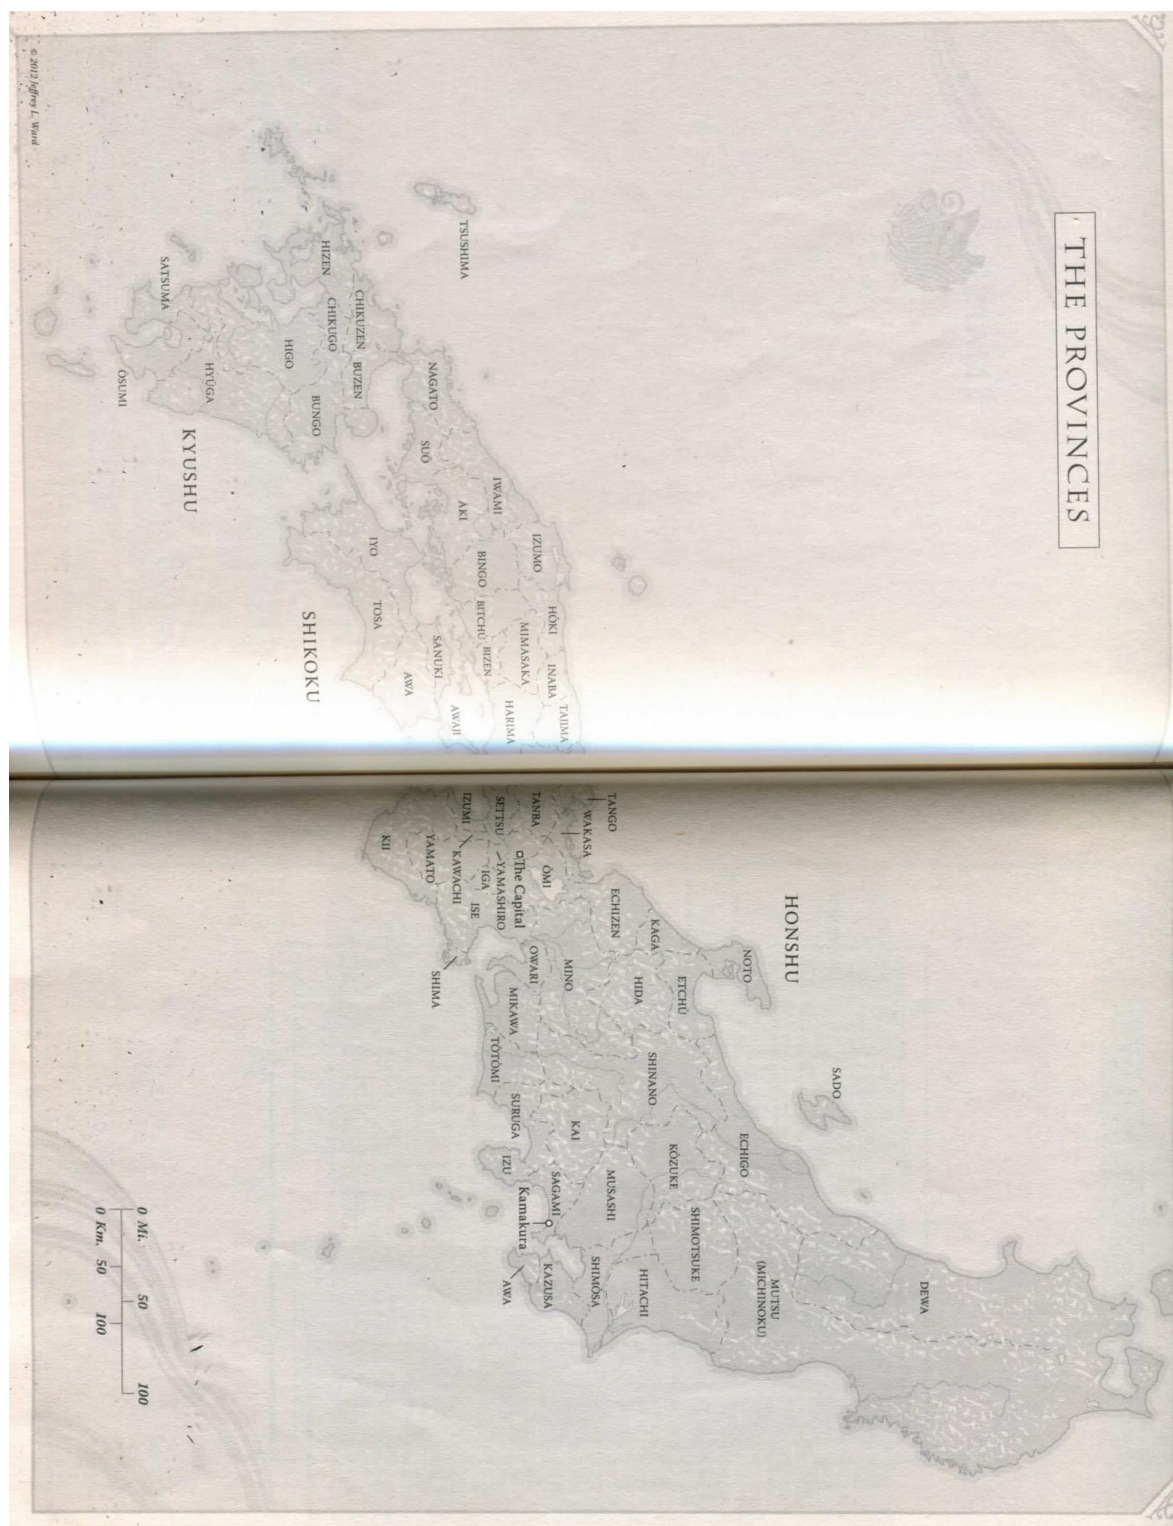 THE PROVINCES
TSUSHIMA
HIZEN
CHIKUZEN
CHIKUGO
BUZEN
HIGO
BUNGO
SATSUMA
HYŪGA
ŌSUMI
KYUSHU
NAGATO
SUŌ
IWAMI
AKI
IZUMO
BINGO
BITCHŪ
BIZEN
HŌKI
MIMASAKA
INABA
TAJIMA
HARIMA
IYO
TOSA
SANUKI
AWA
AWAJI
SHIKOKU
© 2012 Jeffrey L. Ward
HONSHU
TANGO
WAKASA
TANBA
SETTSU
IZUMI
ŌMI
The Capital
YAMASHIRO
IGA
KAWACHI
YAMATO
KII
ISE
SHIMA
ECHIZEN
KAGA
NOTO
ETCHŪ
HIDA
MINO
OWARI
MIKAWA
TŌTŌMI
SHINANO
SURUGA
KAI
IZU
SADO
ECHIGO
KŌZUKE
MUSASHI
SAGAMI
Kamakura
SHIMOTSUKE
SHIMŌSA
KAZUSA
AWA
HITACHI
MUTSU
(MICHINOKU)
DEWA
0 Mi. 50 100
0 Km. 50 100